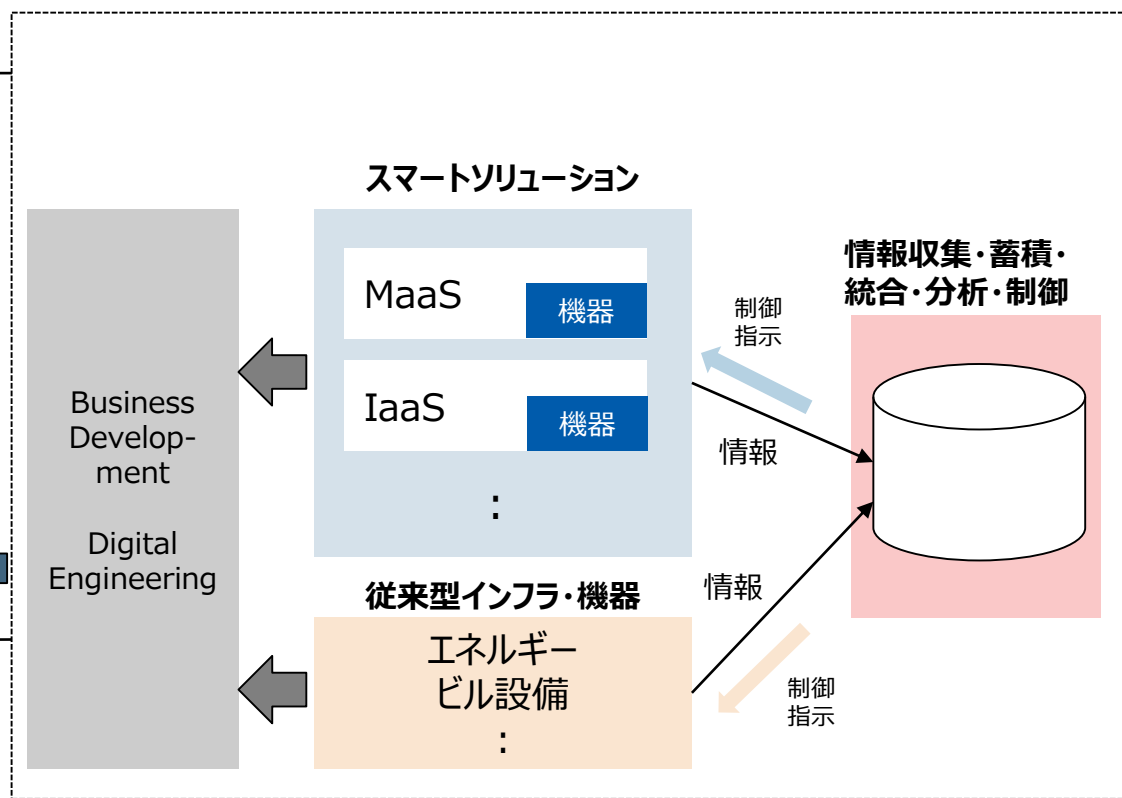 スマートソリューション
MaaS
機器
IaaS
機器
:
Business
Develop-
ment
Digital
Engineering
従来型インフラ・機器
エネルギー
ビル設備
:
制御
指示
情報
情報
制御
指示
情報収集・蓄積・
統合・分析・制御